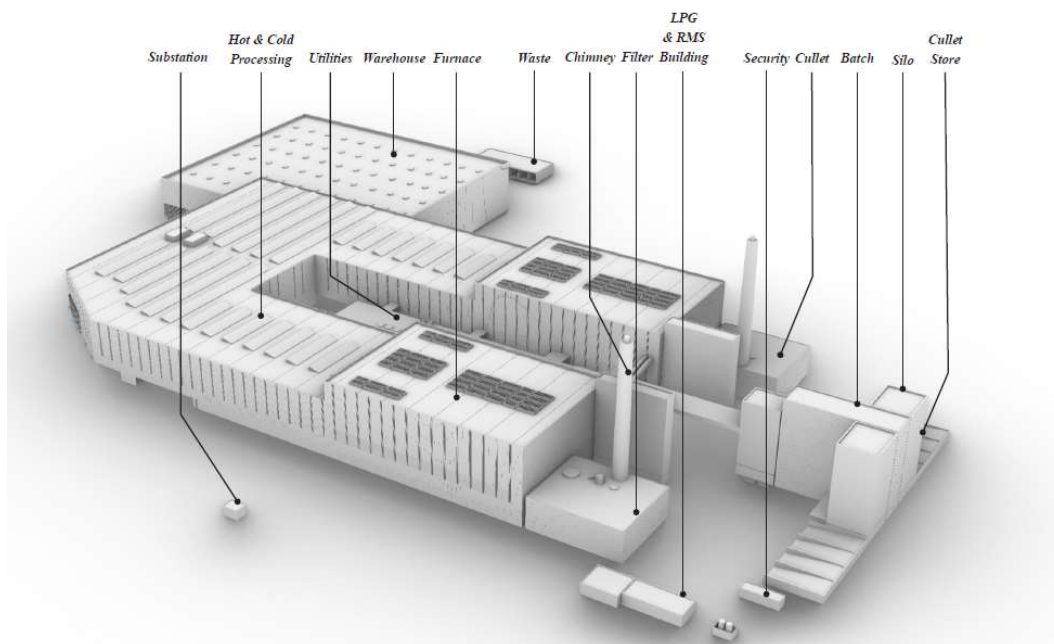 Substation
Hot & Cold
Processing
Utilities
Warehouse
Furnace
Waste
Chimney
Filter
LPG
& RMS
Building
Security
Cullet
Batch
Silo
Cullet
Store